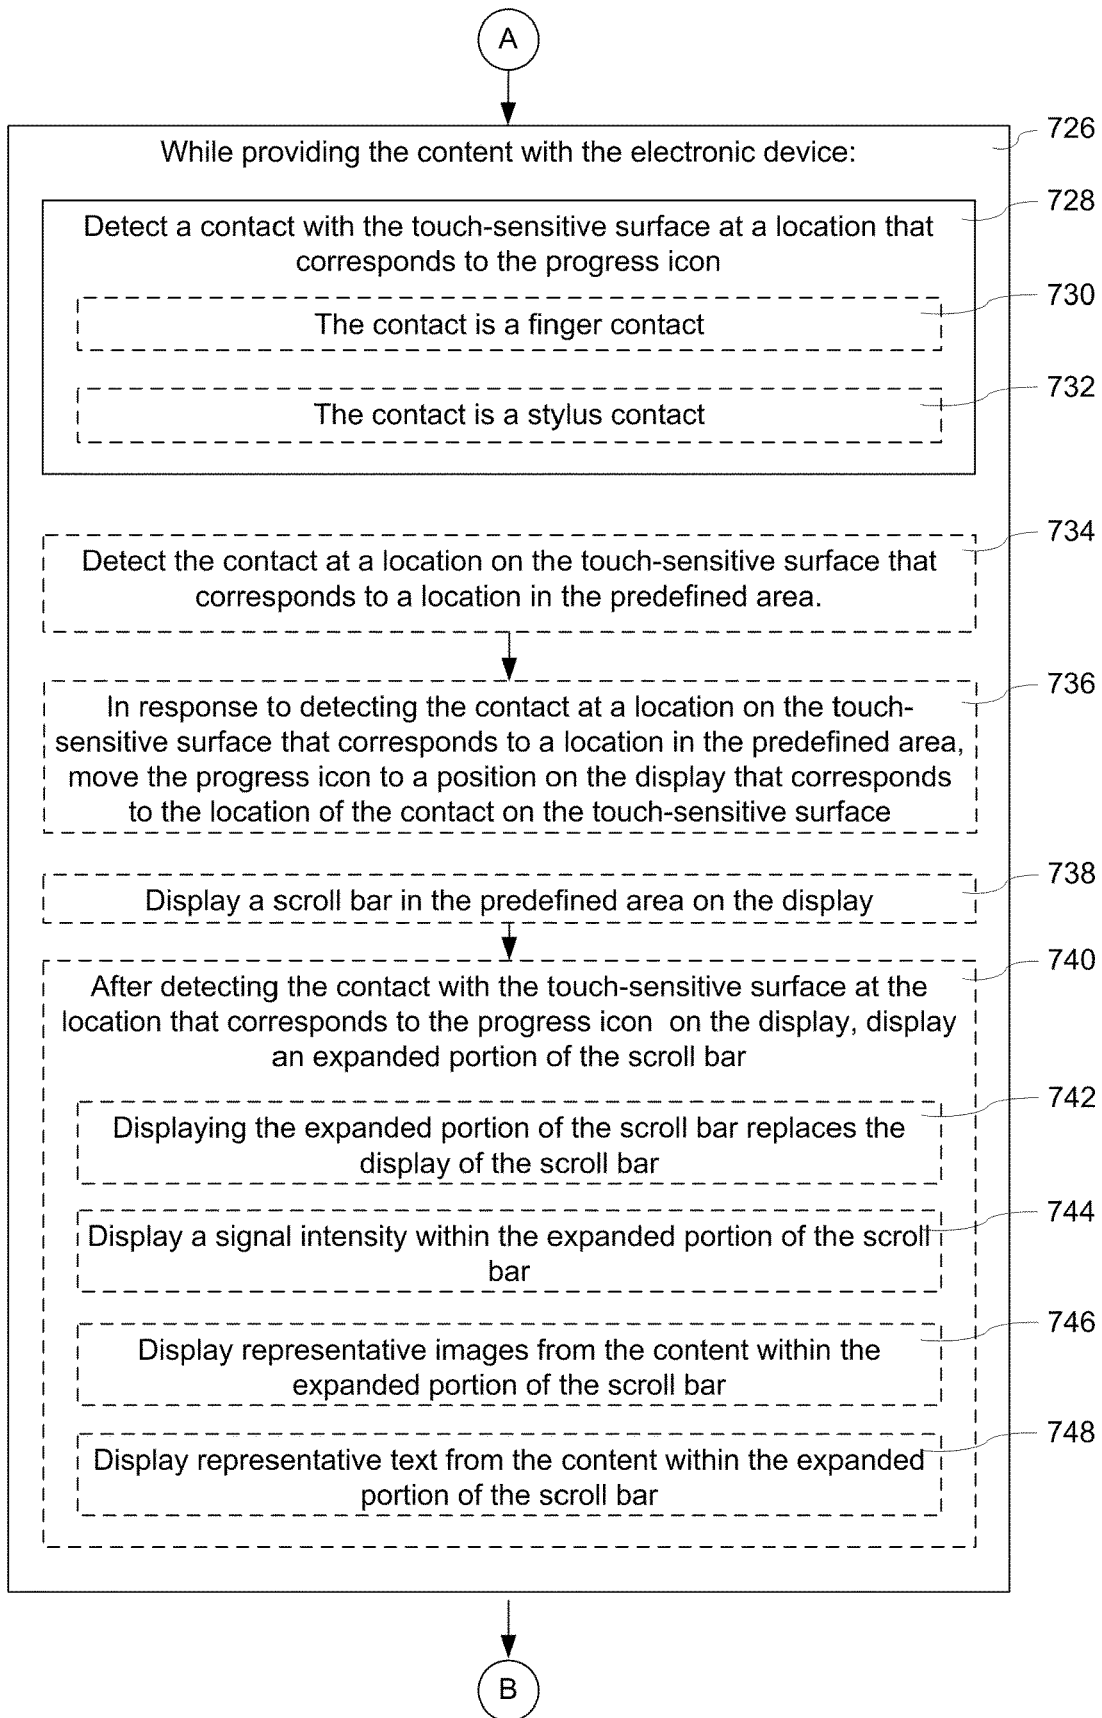 A
726
While providing the content with the electronic device:
728
Detect a contact with the touch-sensitive surface at a location that
corresponds to the progress icon
730
The contact is a finger contact
732
The contact is a stylus contact
734
Detect the contact at a location on the touch-sensitive surface that
corresponds to a location in the predefined area.
736
In response to detecting the contact at a location on the touch-
sensitive surface that corresponds to a location in the predefined area,
move the progress icon to a position on the display that corresponds
to the location of the contact on the touch-sensitive surface
738
Display a scroll bar in the predefined area on the display
740
After detecting the contact with the touch-sensitive surface at the
location that corresponds to the progress icon on the display, display
an expanded portion of the scroll bar
742
Displaying the expanded portion of the scroll bar replaces the
display of the scroll bar
744
Display a signal intensity within the expanded portion of the scroll
bar
746
Display representative images from the content within the
expanded portion of the scroll bar
748
Display representative text from the content within the expanded
portion of the scroll bar
B